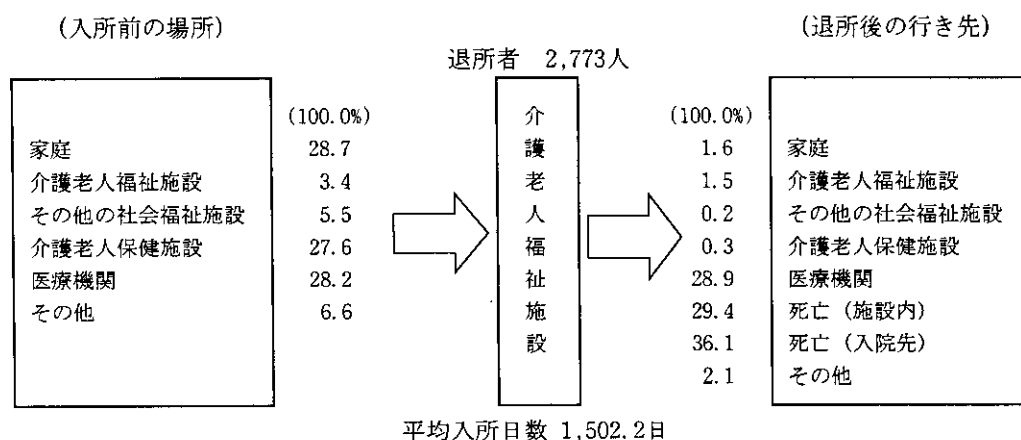 (入所前の場所)
(退所後の行き先)
退所者 2,773人
(100.0%)
家庭 28.7
介護老人福祉施設 3.4
その他の社会福祉施設 5.5
介護老人保健施設 27.6
医療機関 28.2
その他 6.6
介護老人福祉施設
(100.0%)
1.6 家庭
1.5 介護老人福祉施設
0.2 その他の社会福祉施設
0.3 介護老人保健施設
28.9 医療機関
29.4 死亡(施設内)
36.1 死亡(入院先)
2.1 その他
平均入所日数 1,502.2日